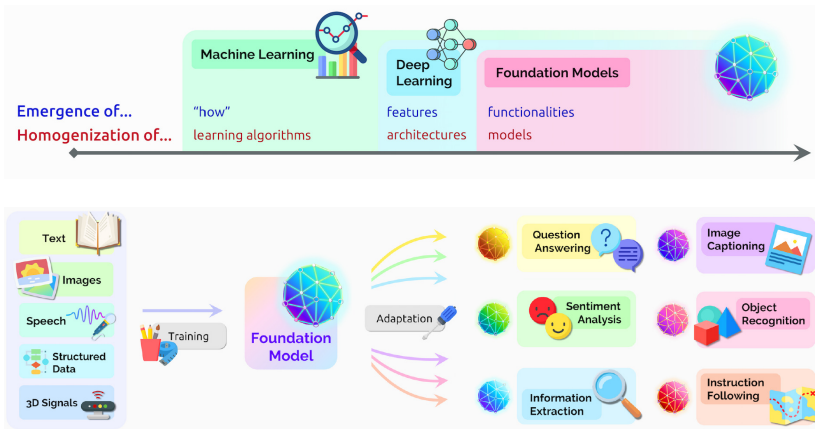 Machine Learning
Deep
Learning
Foundation Models
Emergence of...
“how”
features
functionalities
Homogenization of...
learning algorithms
architectures
models
Text
Images
Speech
Structured
Data
3D Signals
Training
Foundation
Model
Adaptation
Question
Answering
Image
Captioning
Sentiment
Analysis
Object
Recognition
Information
Extraction
Instruction
Following